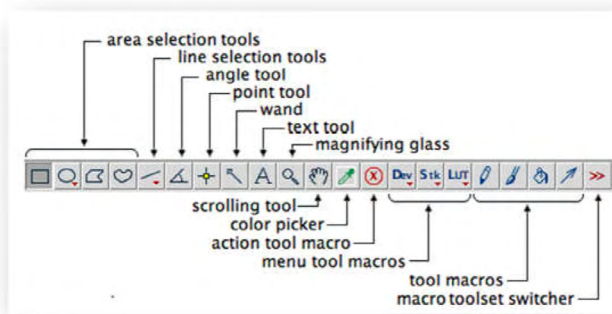 area selection tools
line selection tools
angle tool
point tool
wand
text tool
magnifying glass
A Dev Stk LUT >>
scrolling tool
color picker
action tool macro
menu tool macros
tool macros
macro toolset switcher